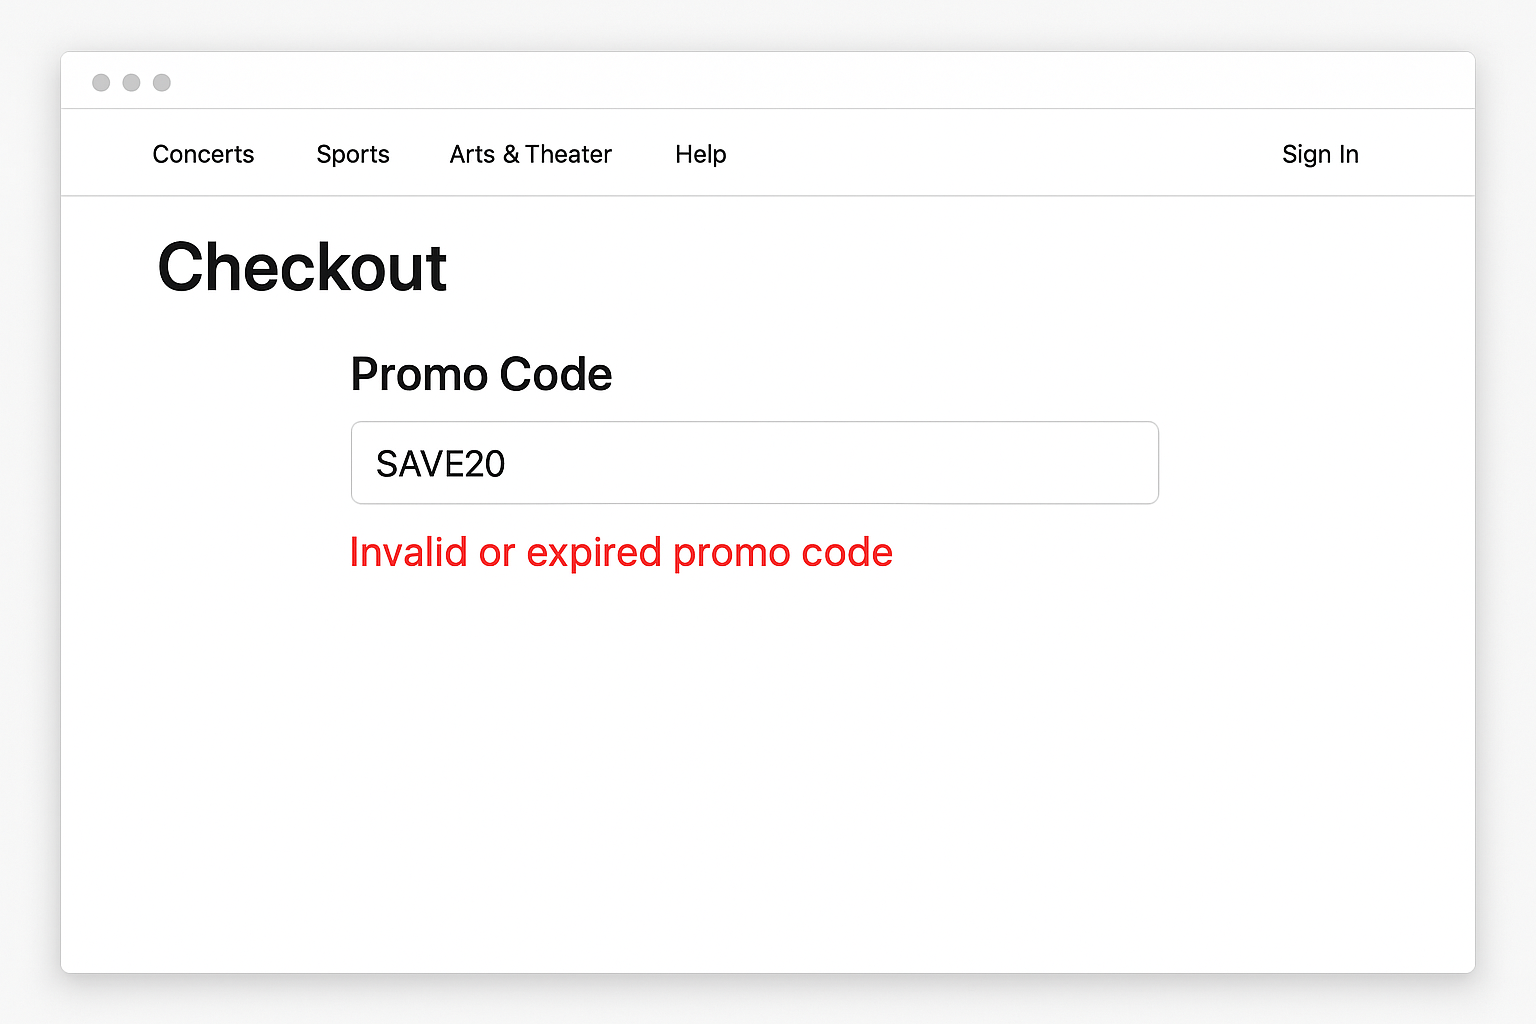 Concerts Sports Arts & Theater Help Sign In
Checkout
Promo Code
SAVE20
Invalid or expired promo code